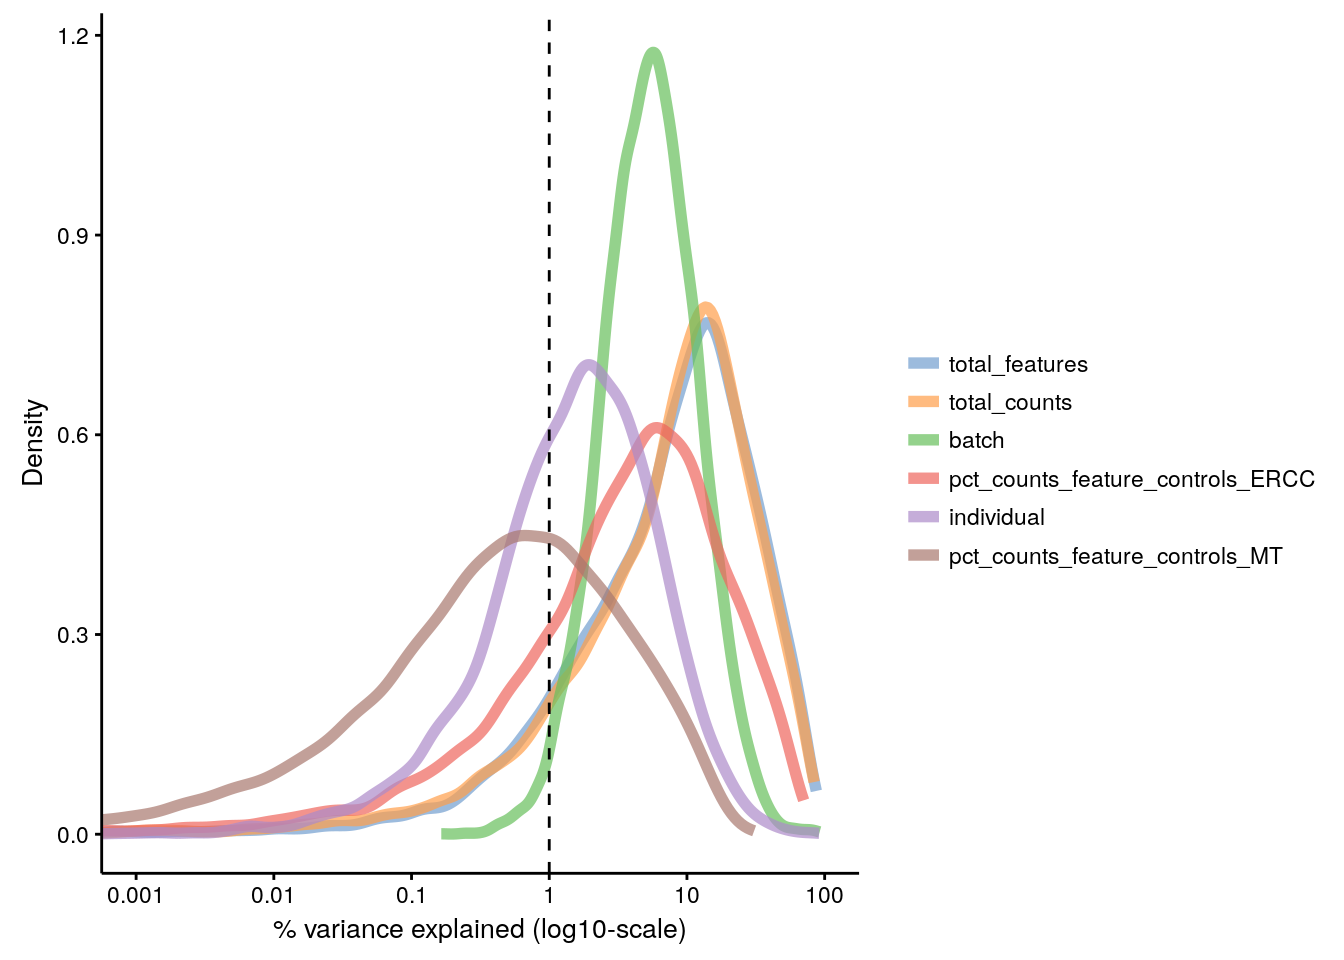 1.2
0.9
0.6
0.3
0.0
Density
0.001 0.01 0.1 1 10 100
% variance explained (log10-scale)
total_features
total_counts
batch
pct_counts_feature_controls_ERCC
individual
pct_counts_feature_controls_MT